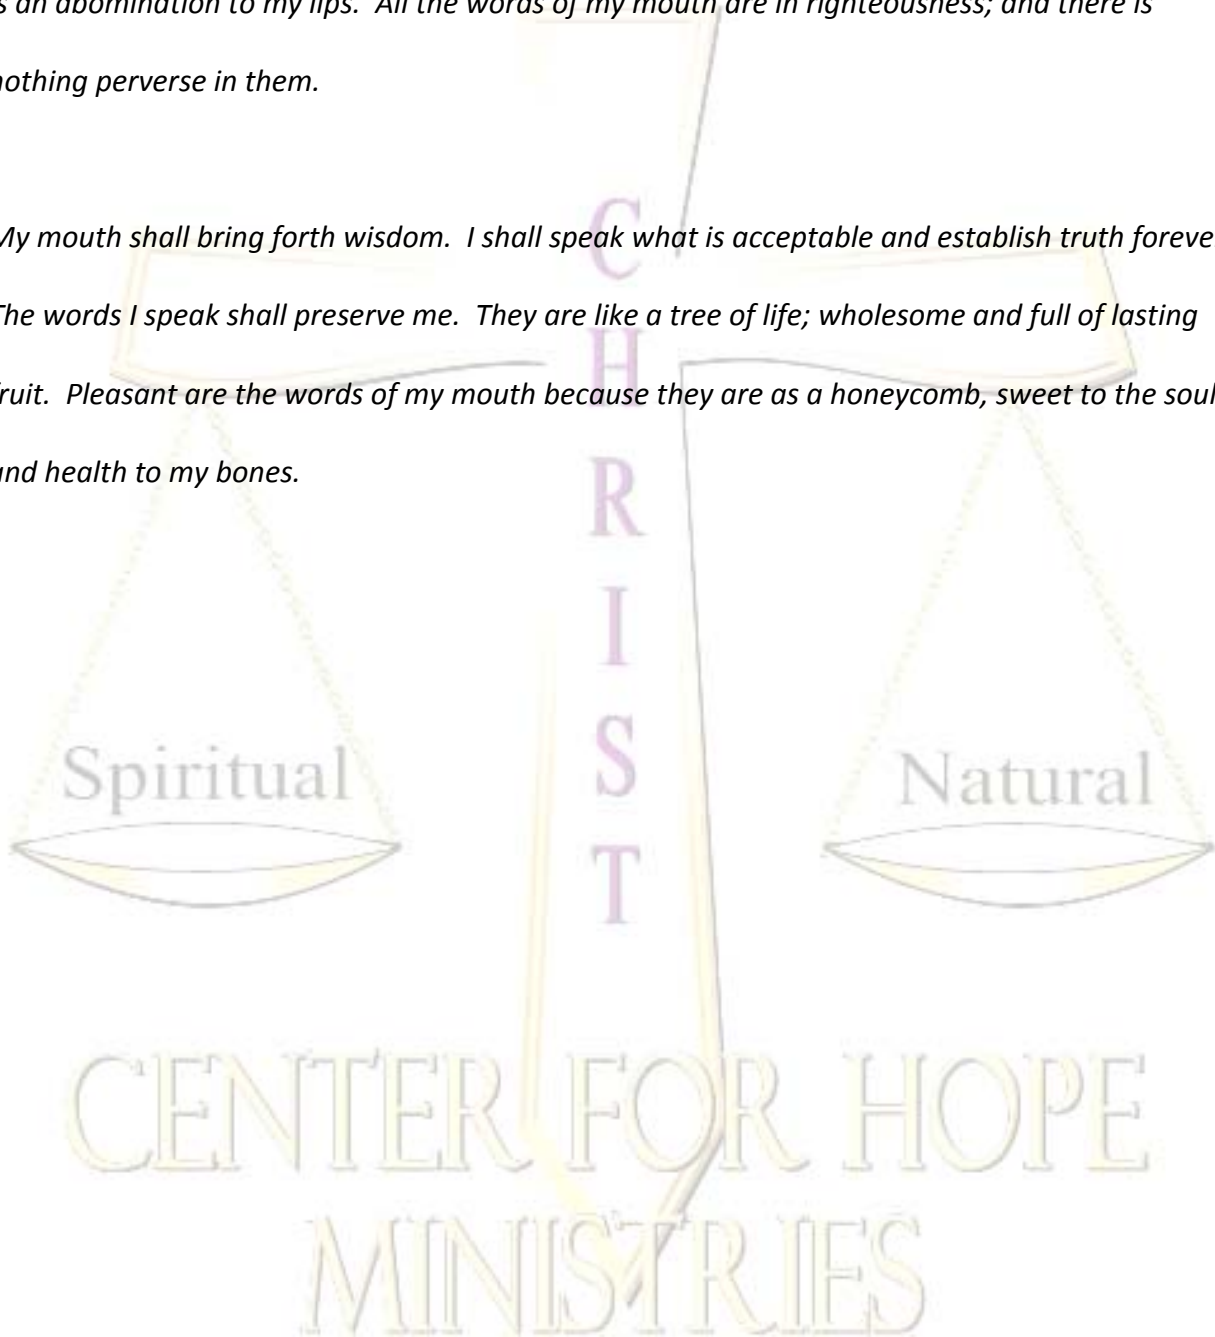 s an abomination to my lips.  All the words of my mouth are in righteousness; and there is
nothing perverse in them.
My mouth shall bring forth wisdom.  I shall speak what is acceptable and establish truth foreve
The words I speak shall preserve me.  They are like a tree of life; wholesome and full of lasting
ruit.  Pleasant are the words of my mouth because they are as a honeycomb, sweet to the soul
and health to my bones.
C
H
R
I
S
T
Spiritual
Natural
CENTER FOR HOPE
MINISTRIES